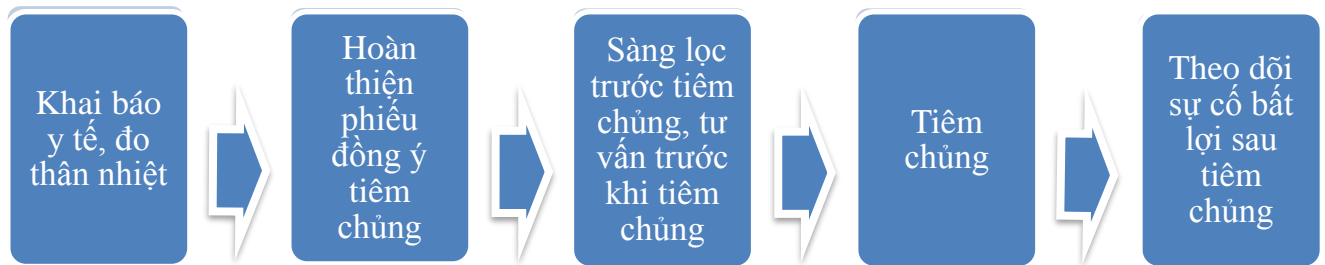 Khai báo
y tế, đo
thân nhiệt
Hoàn
thiện
phiếu
đồng ý
tiêm
chủng
Sàng lọc
trước tiêm
chủng, tư
vấn trước
khi tiêm
chủng
Tiêm
chủng
Theo dõi
sự cố bất
lợi sau
tiêm
chủng